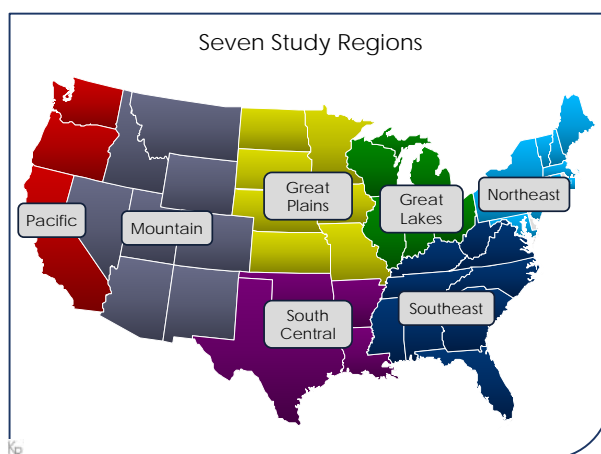 Seven Study Regions
Great
Plains
Great
Lakes
Northeast
Pacific
Mountain
South
Central
Southeast